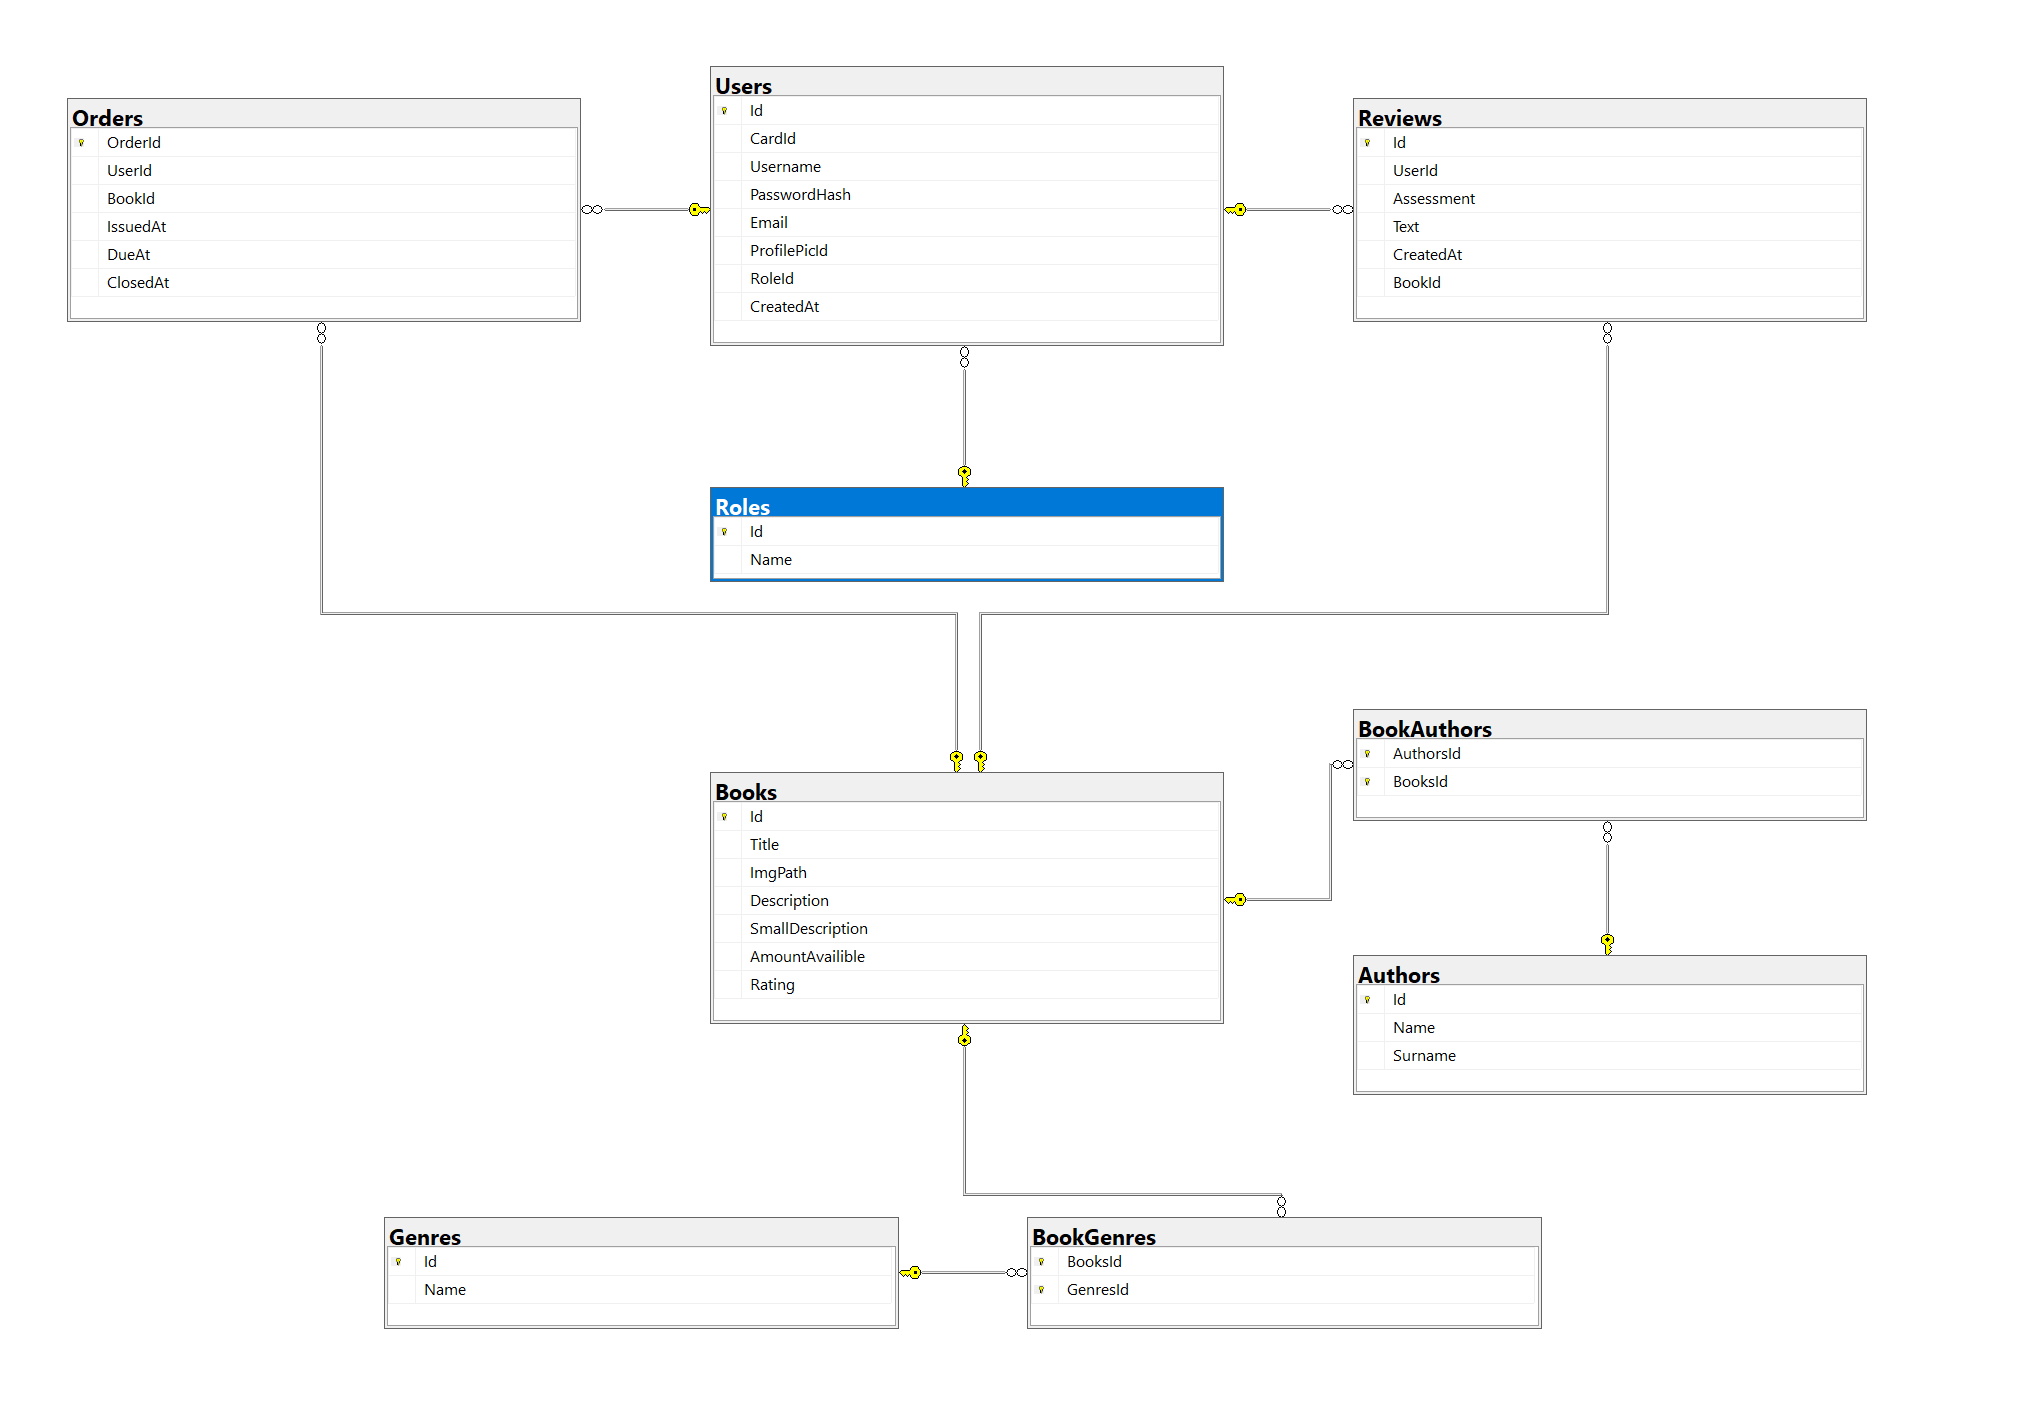 Orders
OrderId
UserId
BookId
IssuedAt
DueAt
ClosedAt
Users
Id
CardId
Username
PasswordHash
Email
ProfilePicId
RoleId
CreatedAt
Reviews
Id
UserId
Assessment
Text
CreatedAt
BookId
Roles
Id
Name
Books
Id
Title
ImgPath
Description
SmallDescription
AmountAvailible
Rating
BookAuthors
AuthorsId
BooksId
Authors
Id
Name
Surname
Genres
Id
Name
BookGenres
BooksId
GenresId